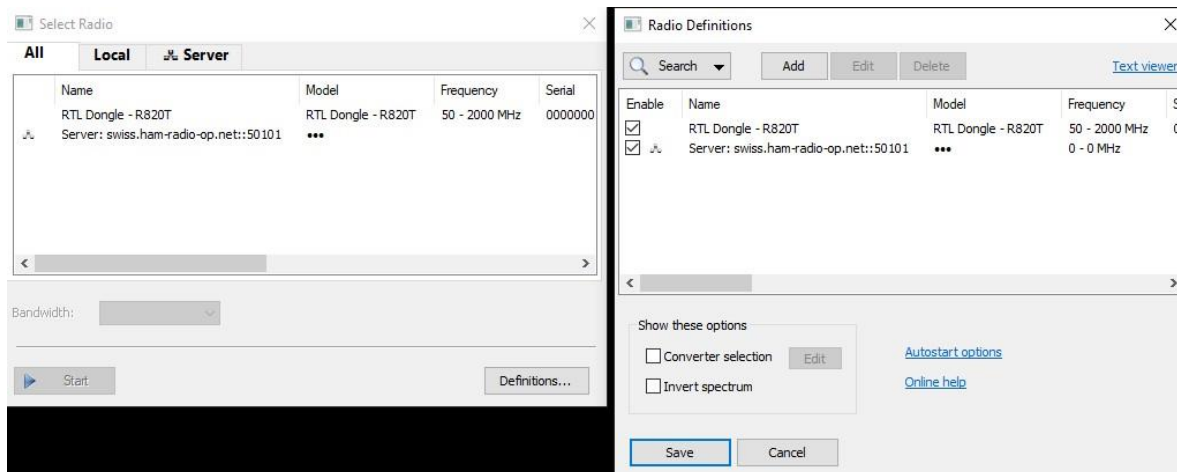 Select Radio
All Local Server
Name Model Frequency Serial
RTL Dongle - R820T RTL Dongle - R820T 50 - 2000 MHz 0000000
Server: swiss.ham-radio-op.net::50101 •••
Bandwidth:
Start Definitions...
Radio Definitions
Search Add Edit Delete Text viewer
Enable Name Model Frequency S
RTL Dongle - R820T RTL Dongle - R820T 50 - 2000 MHz 0
Server: swiss.ham-radio-op.net::50101 ••• 0 - 0 MHz
Show these options
Converter selection Edit Autostart options
Invert spectrum Online help
Save Cancel